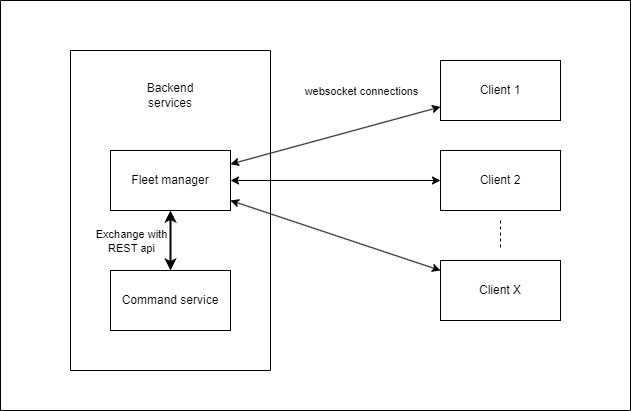 Backend
services
websocket connections
Client 1
Fleet manager
Client 2
Exchange with
REST api
Command service
Client X